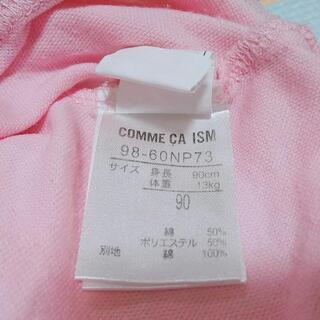 COMME ÇA ISM
98-60NP73
サイズ 身長 90cm
体重 13kg
90
綿 50%
ポリエステル 50%
別地 綿 100%